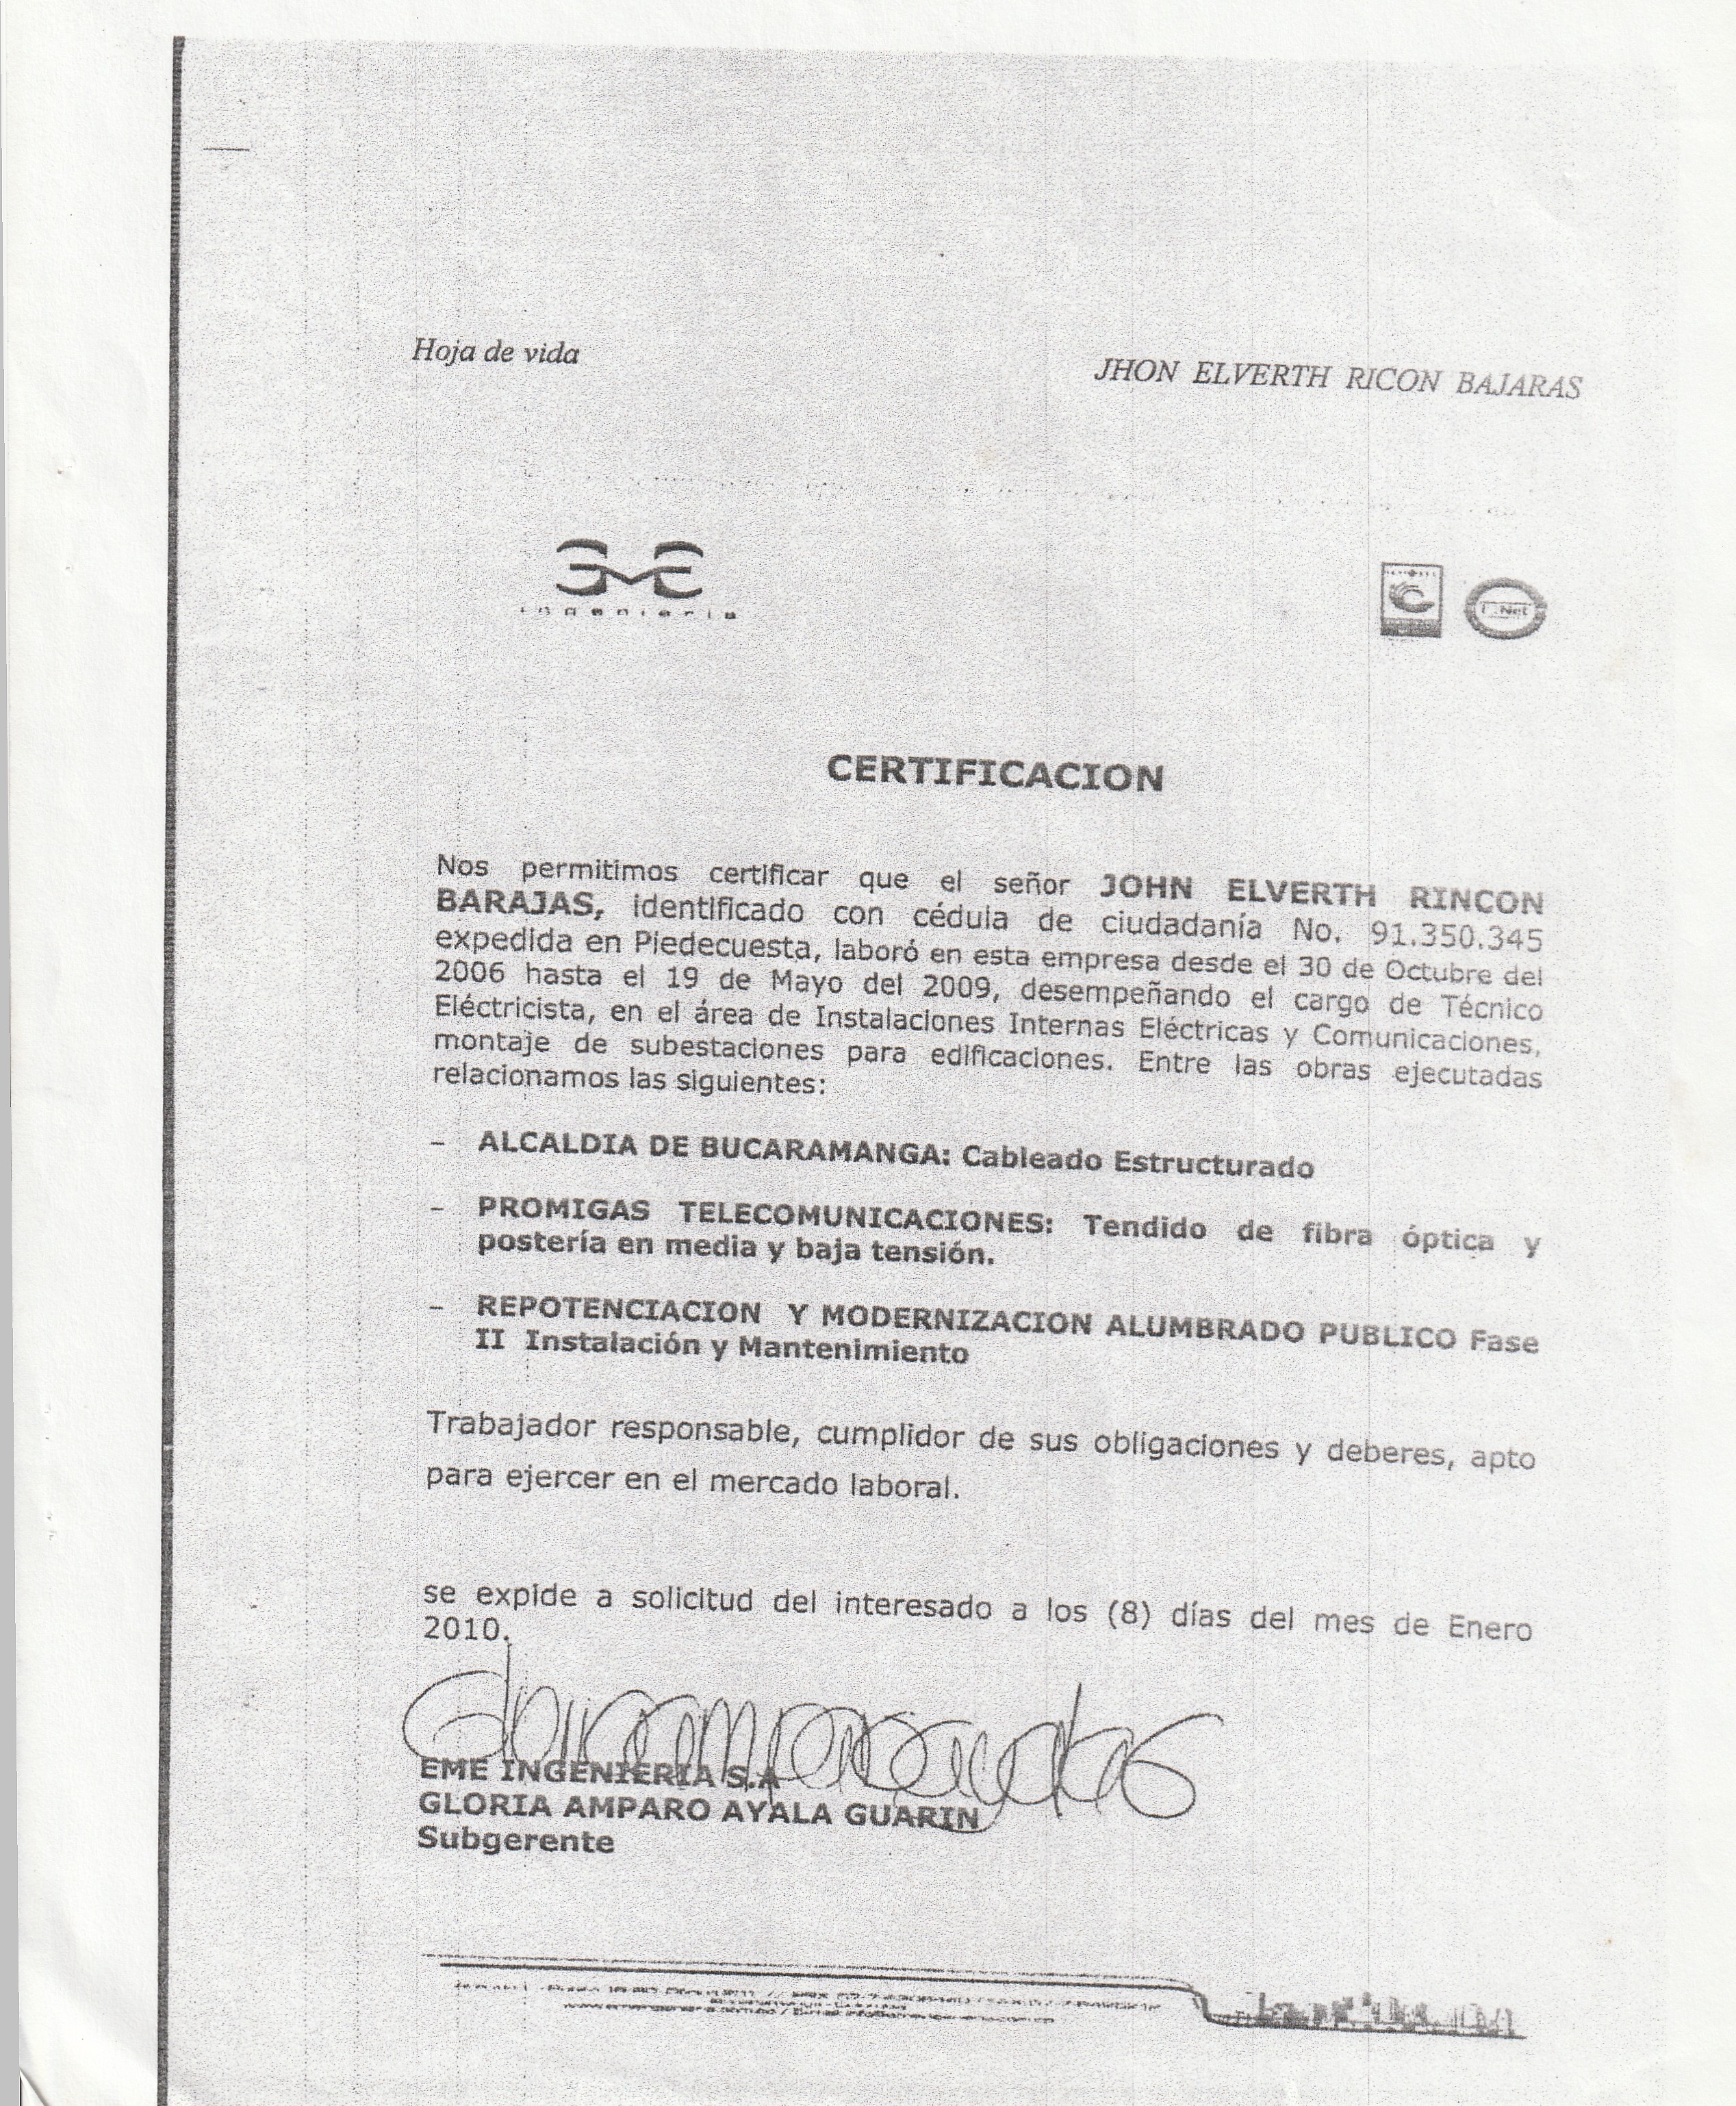 Hoja de vida
JHON ELVERTH RICON BAJARAS
EME
ingeniería
CERTIFICACION
Nos permitimos certificar que el señor JOHN ELVERTH RINCON
BARAJAS, identificado con cédula de ciudadanía No. 91.350.345
expedida en Piedecuesta, laboró en esta empresa desde el 30 de Octubre del
2006 hasta el 19 de Mayo del 2009, desempeñando el cargo de Técnico
Eléctricista, en el área de Instalaciones Internas Eléctricas y Comunicaciones,
montaje de subestaciones para edificaciones. Entre las obras ejecutadas
relacionamos las siguientes:
– ALCALDIA DE BUCARAMANGA: Cableado Estructurado
– PROMIGAS TELECOMUNICACIONES: Tendido de fibra óptica y
postería en media y baja tensión.
– REPOTENCIACION Y MODERNIZACION ALUMBRADO PUBLICO Fase
II Instalación y Mantenimiento
Trabajador responsable, cumplidor de sus obligaciones y deberes, apto
para ejercer en el mercado laboral.
se expide a solicitud del interesado a los (8) días del mes de Enero
2010.
EME INGENIERIA S.A
GLORIA AMPARO AYALA GUARIN
Subgerente